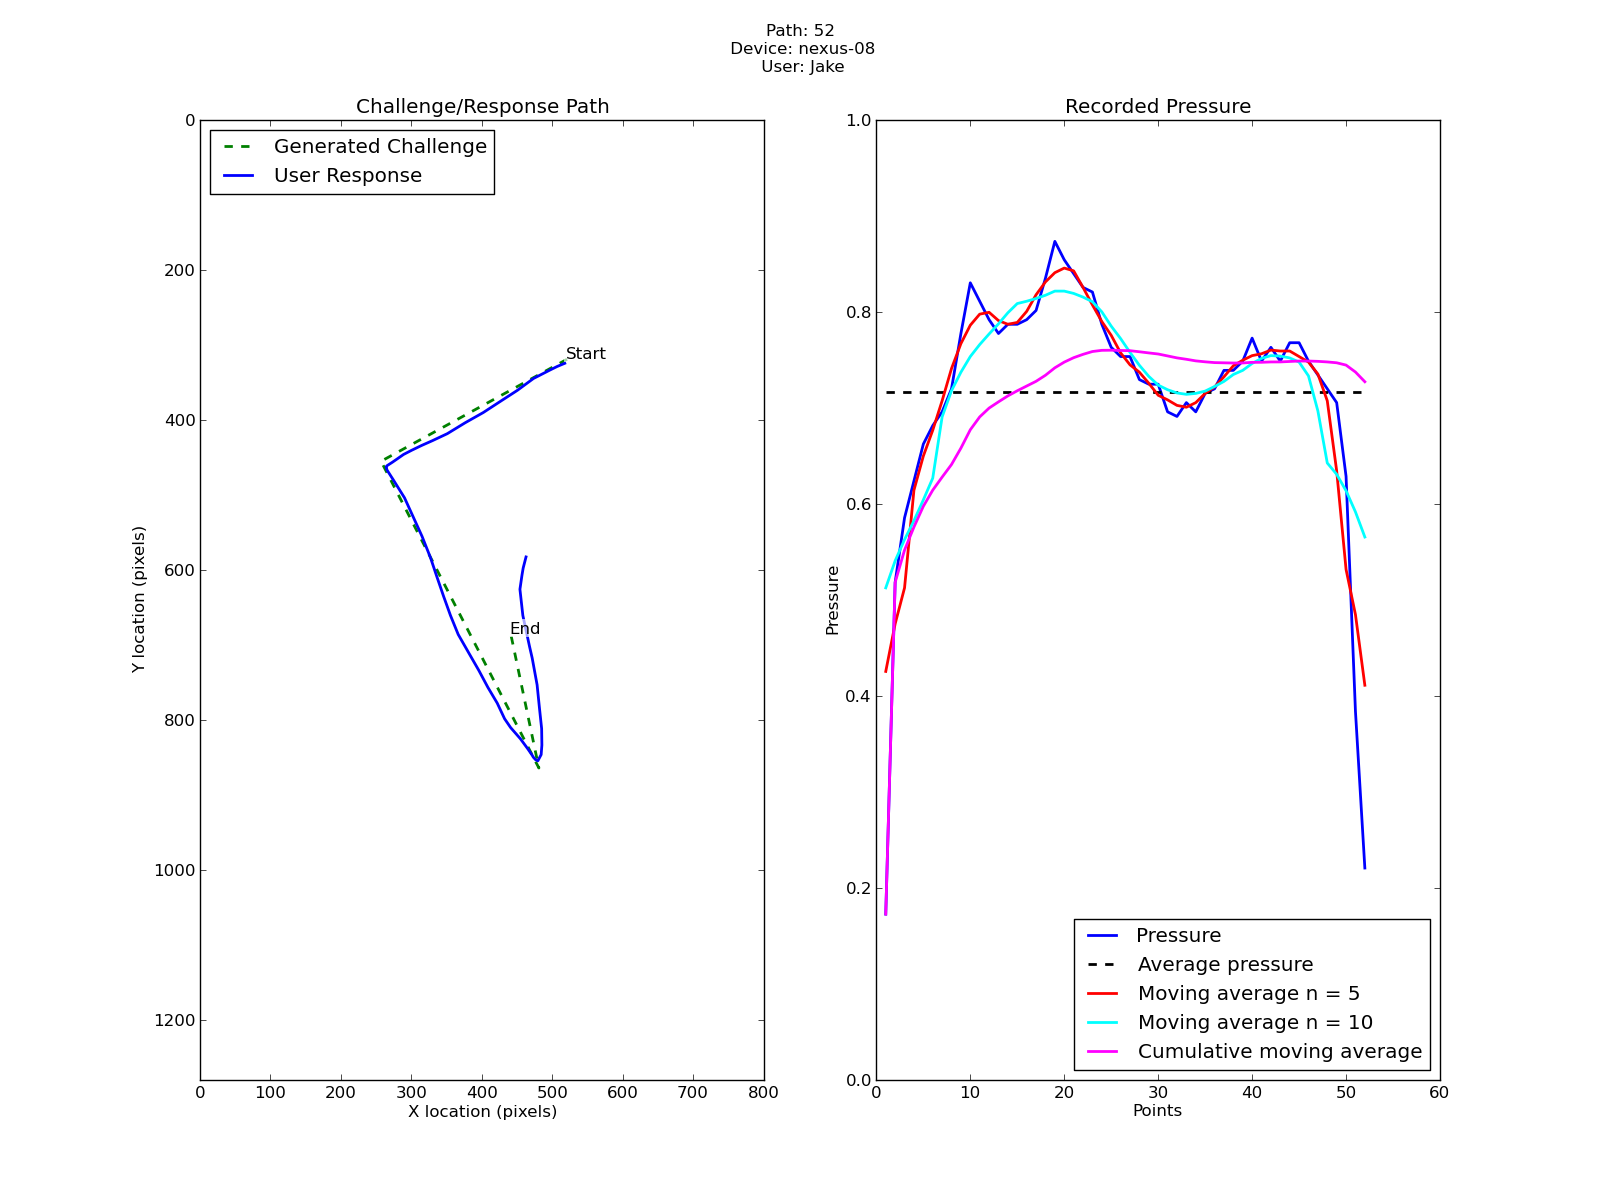 Path: 52
Device: nexus-08
User: Jake
Challenge/Response Path
Generated Challenge
User Response
Start
End
0
200
400
600
800
1000
1200
Y location (pixels)
0 100 200 300 400 500 600 700 800
X location (pixels)
Recorded Pressure
1.0
0.8
0.6
0.4
0.2
0.0
Pressure
Pressure
Average pressure
Moving average n = 5
Moving average n = 10
Cumulative moving average
0 10 20 30 40 50 60
Points